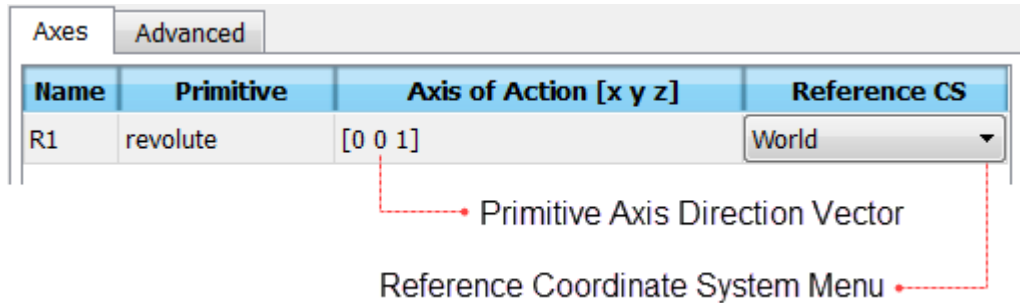 Axes Advanced
Name Primitive Axis of Action [x y z] Reference CS
R1 revolute [0 0 1] World
Primitive Axis Direction Vector
Reference Coordinate System Menu